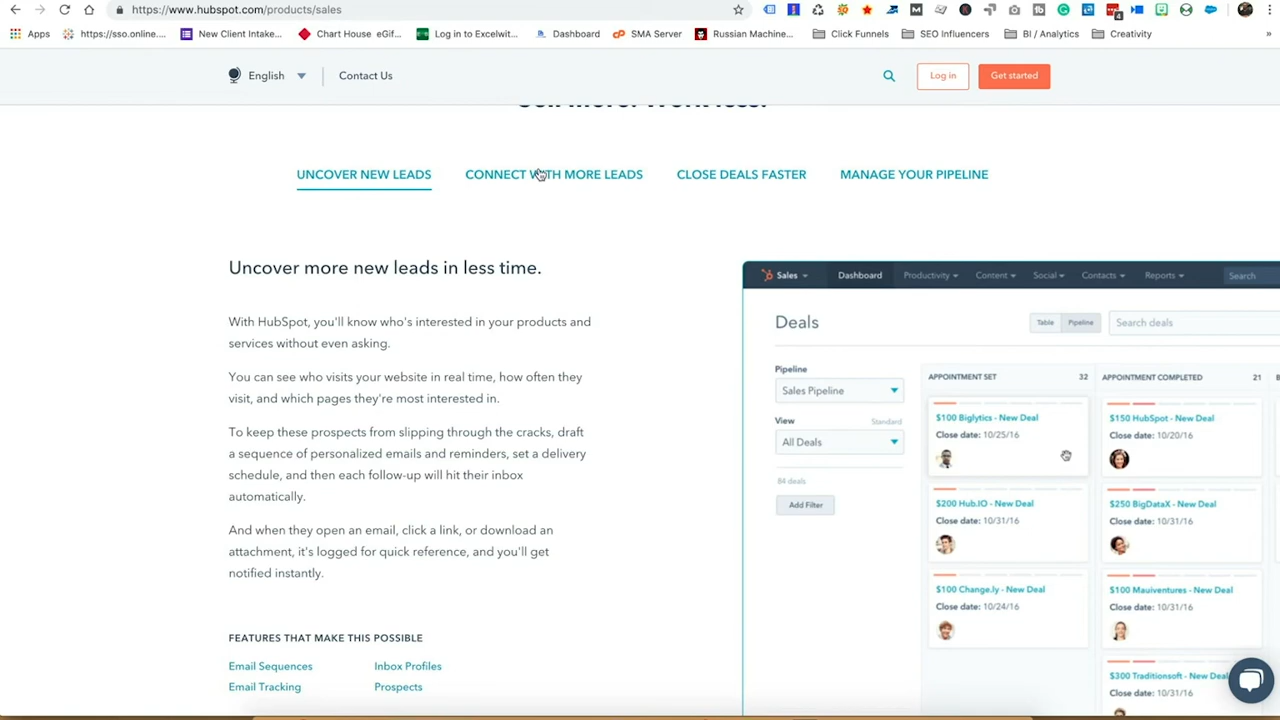 https://www.hubspot.com/products/sales
4
Apps
https://sso.online....
New Client Intake...
Chart House eGif...
Log in to Excelwit...
Dashboard
SMA Server
Russian Machine...
Click Funnels
SEO Influencers
BI / Analytics
Creativity
»
English
Contact Us
Log in
Get started
UNCOVER NEW LEADS
CONNECT WITH MORE LEADS
CLOSE DEALS FASTER
MANAGE YOUR PIPELINE
Uncover more new leads in less time.
With HubSpot, you'll know who's interested in your products and
services without even asking.
You can see who visits your website in real time, how often they
visit, and which pages they're most interested in.
To keep these prospects from slipping through the cracks, draft
a sequence of personalized emails and reminders, set a delivery
schedule, and then each follow-up will hit their inbox
automatically.
And when they open an email, click a link, or download an
attachment, it's logged for quick reference, and you'll get
notified instantly.
FEATURES THAT MAKE THIS POSSIBLE
Email Sequences
Inbox Profiles
Email Tracking
Prospects
Sales
Dashboard
Productivity
Content
Social
Contacts
Reports
Search
Deals
Table
Pipeline
Search deals
Pipeline
Sales Pipeline
View
Standard
All Deals
84 deals
Add Filter
APPOINTMENT SET 32
$100 Biglytics - New Deal
Close date: 10/25/16
$200 Hub.IO - New Deal
Close date: 10/31/16
$100 Change.ly - New Deal
Close date: 10/24/16
APPOINTMENT COMPLETED 21
$150 HubSpot - New Deal
Close date: 10/20/16
$250 BigDataX - New Deal
Close date: 10/31/16
$100 Mauiventures - New Deal
Close date: 10/31/16
$300 Traditionsoft - New Deal
Close date: 10/31/16